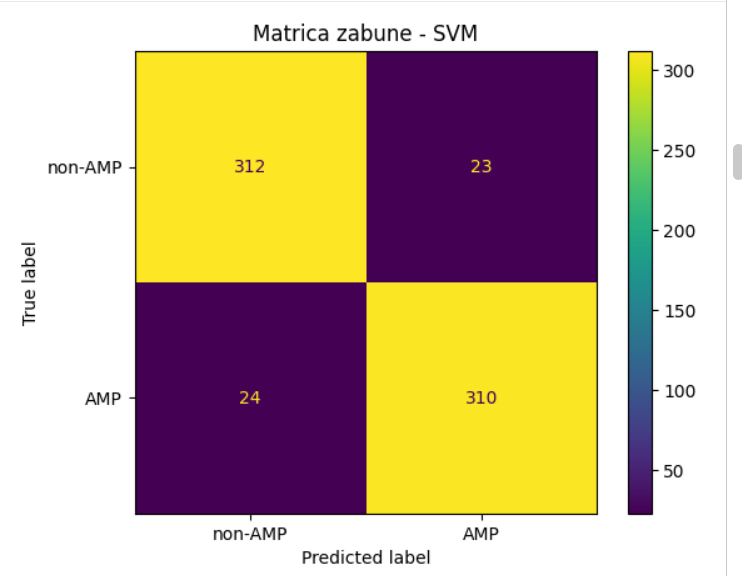 Matrica zabune - SVM
True label
non-AMP
312
23
AMP
24
310
non-AMP
AMP
Predicted label
300
250
200
150
100
50